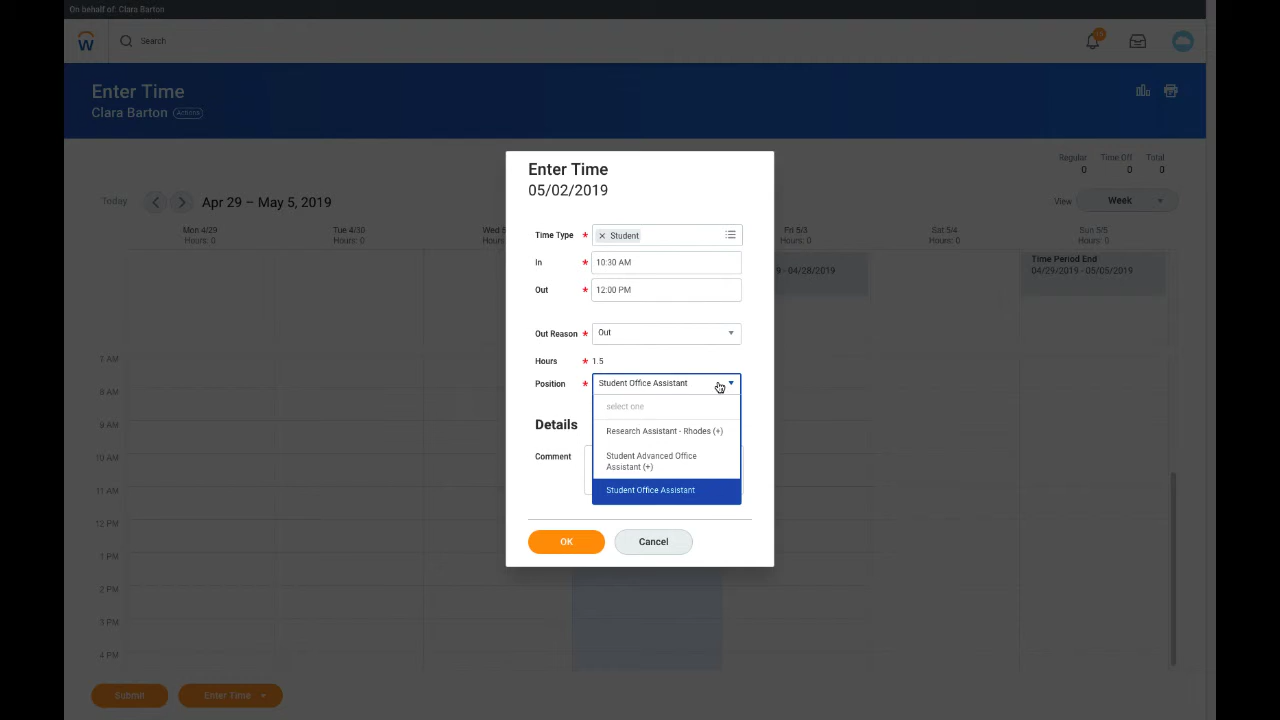 On behalf of: Clara Barton
W
Search
Enter Time
Clara Barton Actions
Regular Time Off Total
0 0 0
Today Apr 29 – May 5, 2019
View Week
Mon 4/29
Hours: 0
Tue 4/30
Hours: 0
Wed
Hours
Fri 5/3
Hours: 0
Sat 5/4
Hours: 0
Sun 5/5
Hours: 0
9 - 04/28/2019
Time Period End
04/29/2019 - 05/05/2019
7 AM
8 AM
9 AM
10 AM
11 AM
12 PM
1 PM
2 PM
3 PM
4 PM
Enter Time
05/02/2019
Time Type * × Student
In * 10:30 AM
Out * 12:00 PM
Out Reason * Out
Hours * 1.5
Position * Student Office Assistant
select one
Research Assistant - Rhodes (+)
Student Advanced Office
Assistant (+)
Student Office Assistant
Details
Comment
OK Cancel
Submit Enter Time